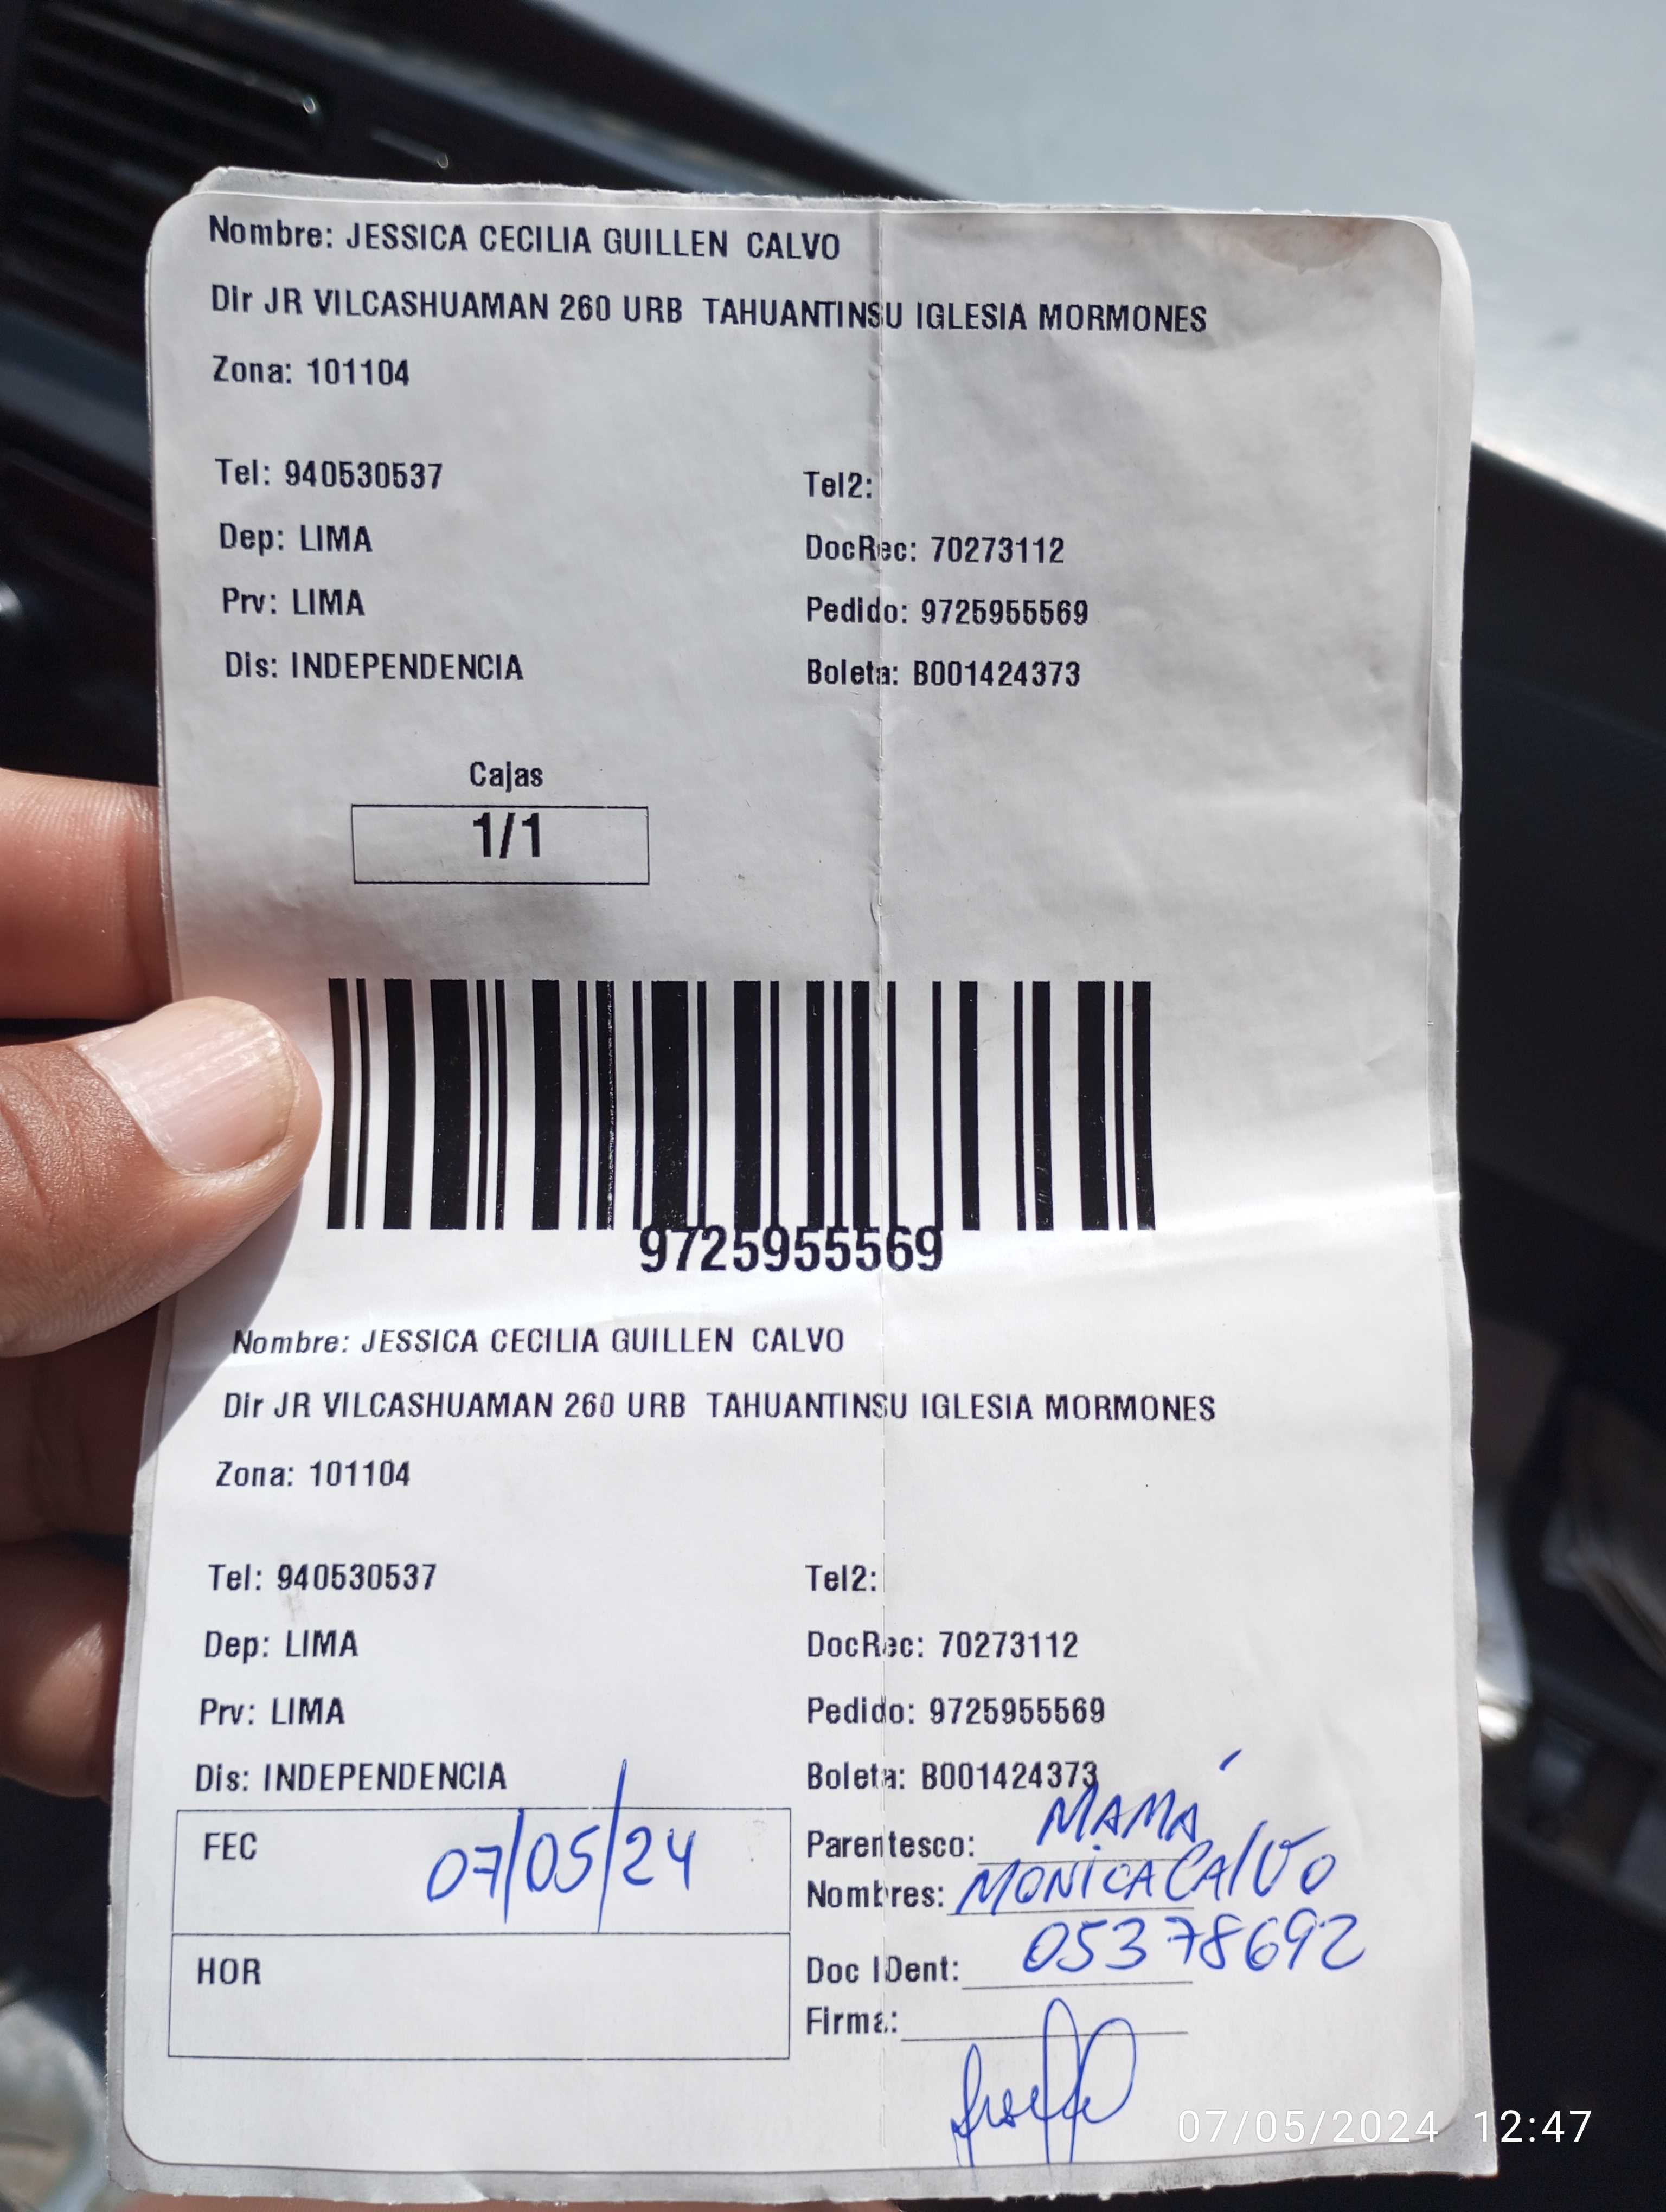 Nombre: JESSICA CECILIA GUILLEN CALVO
Dir JR VILCASHUAMAN 260 URB TAHUANTINSU IGLESIA MORMONES
Zona: 101104
Tel: 940530537 Tel2:
Dep: LIMA DocRec: 70273112
Prv: LIMA Pedido: 9725955569
Dis: INDEPENDENCIA Boleta: B001424373
Cajas
1/1
9725955569
Nombre: JESSICA CECILIA GUILLEN CALVO
Dir JR VILCASHUAMAN 260 URB TAHUANTINSU IGLESIA MORMONES
Zona: 101104
Tel: 940530537 Tel2:
Dep: LIMA DocRec: 70273112
Prv: LIMA Pedido: 9725955569
Dis: INDEPENDENCIA Boleta: B001424373
FEC 07/05/24 Parentesco: MAMÁ
Nombres: MONICA CAlVO
HOR Doc IDent: 05378692
Firma:
07/05/2024 12:47